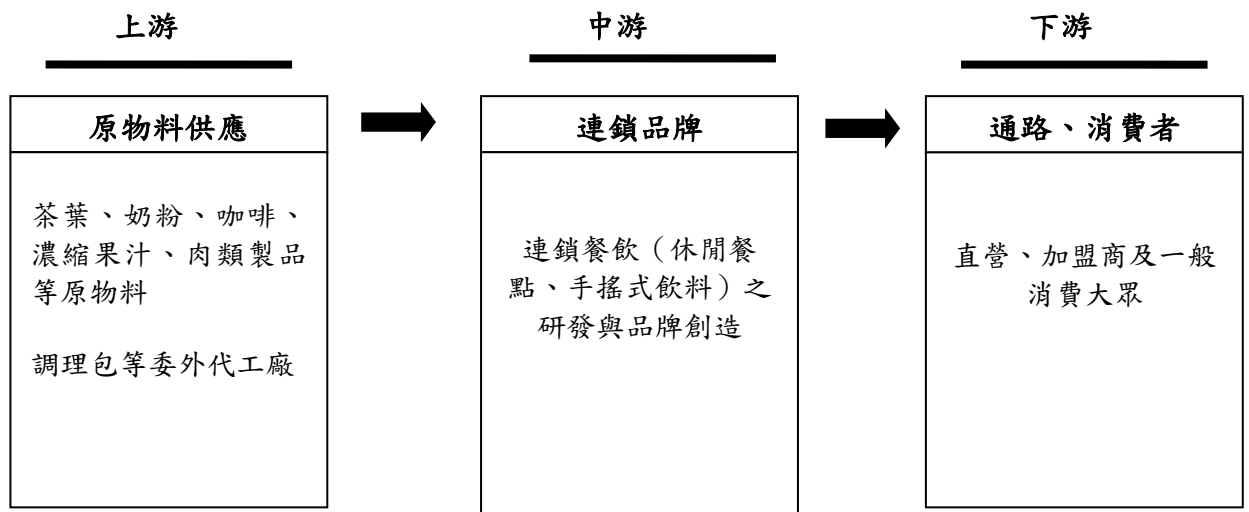 上游
原物料供應
茶葉、奶粉、咖啡、
濃縮果汁、肉類製品
等原物料
調理包等委外代工廠
中游
連鎖品牌
連鎖餐飲（休閒餐
點、手搖式飲料）之
研發與品牌創造
下游
通路、消費者
直營、加盟商及一般
消費大眾